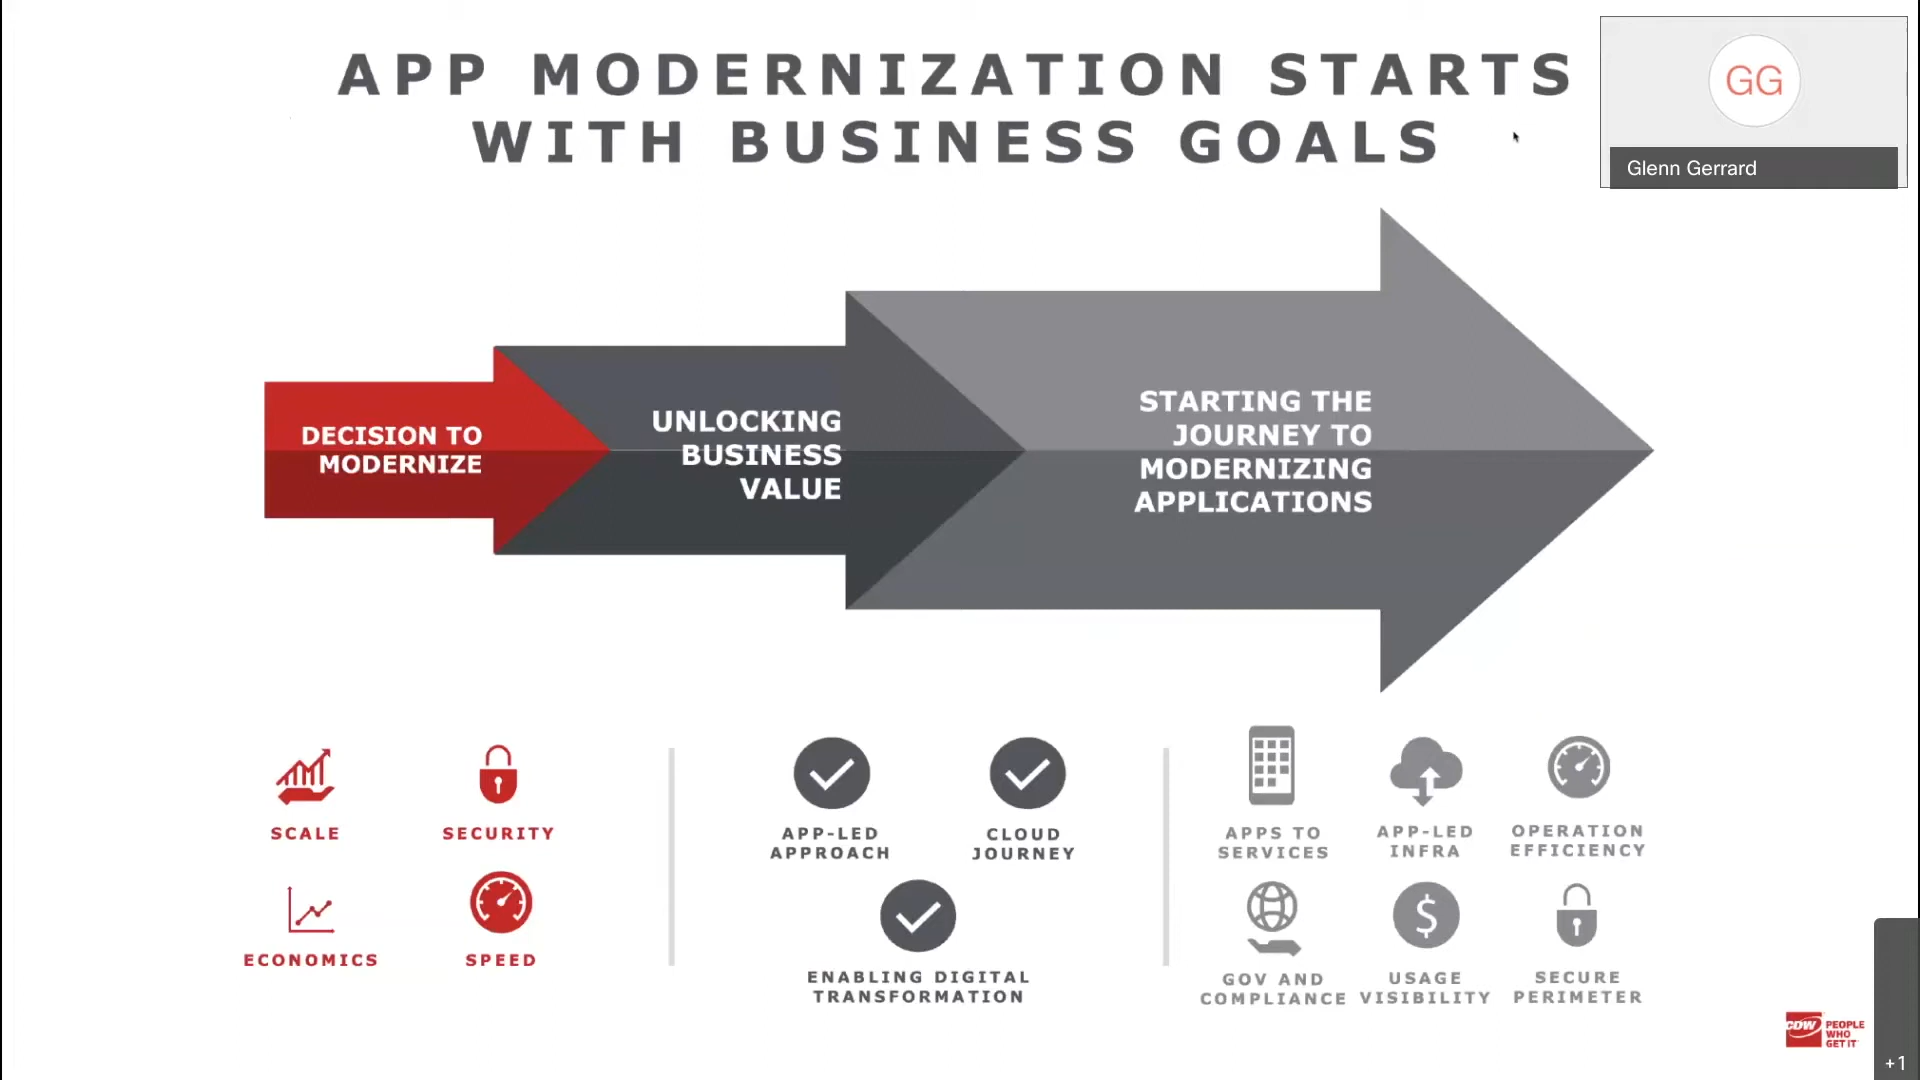 APP MODERNIZATION STARTS
WITH BUSINESS GOALS
GG
Glenn Gerrard
DECISION TO
MODERNIZE
UNLOCKING
BUSINESS
VALUE
STARTING THE
JOURNEY TO
MODERNIZING
APPLICATIONS
SCALE
SECURITY
ECONOMICS
SPEED
APP-LED
APPROACH
CLOUD
JOURNEY
ENABLING DIGITAL
TRANSFORMATION
APPS TO
SERVICES
APP-LED
INFRA
OPERATION
EFFICIENCY
$
GOV AND
COMPLIANCE
USAGE
VISIBILITY
SECURE
PERIMETER
CDW
PEOPLE
WHO
GET IT
+1